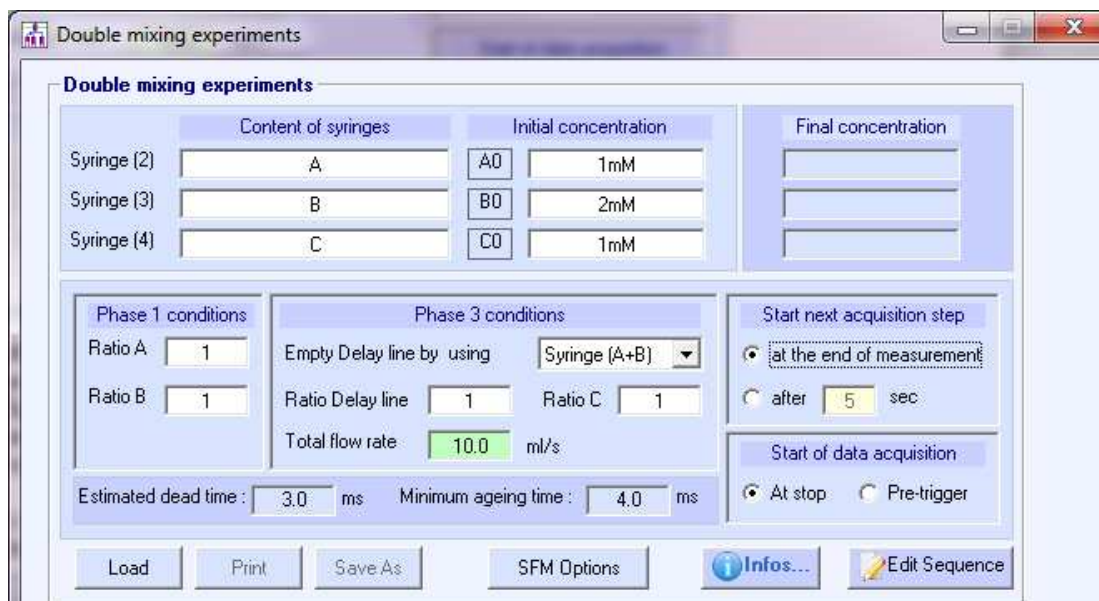 Double mixing experiments
Double mixing experiments
Content of syringes Initial concentration Final concentration
Syringe (2) A A0 1mM
Syringe (3) B B0 2mM
Syringe (4) C C0 1mM
Phase 1 conditions Phase 3 conditions Start next acquisition step
Ratio A 1 Empty Delay line by using Syringe (A+B) at the end of measurement
Ratio B 1 Ratio Delay line 1 Ratio C 1 after 5 sec
Total flow rate 10.0 ml/s Start of data acquisition
Estimated dead time : 3.0 ms Minimum ageing time : 4.0 ms At stop Pre-trigger
Load Print Save As SFM Options Infos... Edit Sequence